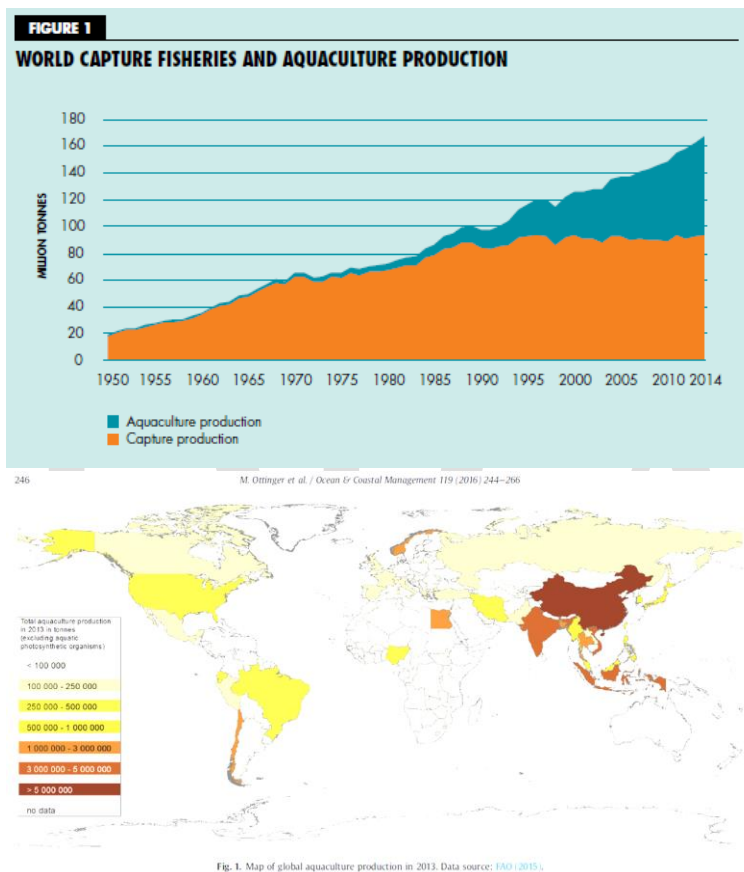 FIGURE 1
WORLD CAPTURE FISHERIES AND AQUACULTURE PRODUCTION
180
160
140
120
100
80
60
40
20
0
MILLION TONNES
1950 1955 1960 1965 1970 1975 1980 1985 1990 1995 2000 2005 2010 2014
Aquaculture production
Capture production
246
M. Ottinger et al. / Ocean & Coastal Management 119 (2016) 244–266
Total aquaculture production
in 2013 in tonnes
(excluding aquatic
photosynthetic organisms)
< 100 000
100 000 - 250 000
250 000 - 500 000
500 000 - 1 000 000
1 000 000 - 3 000 000
3 000 000 - 5 000 000
> 5 000 000
no data
Fig. 1. Map of global aquaculture production in 2013. Data source: FAO (2015).